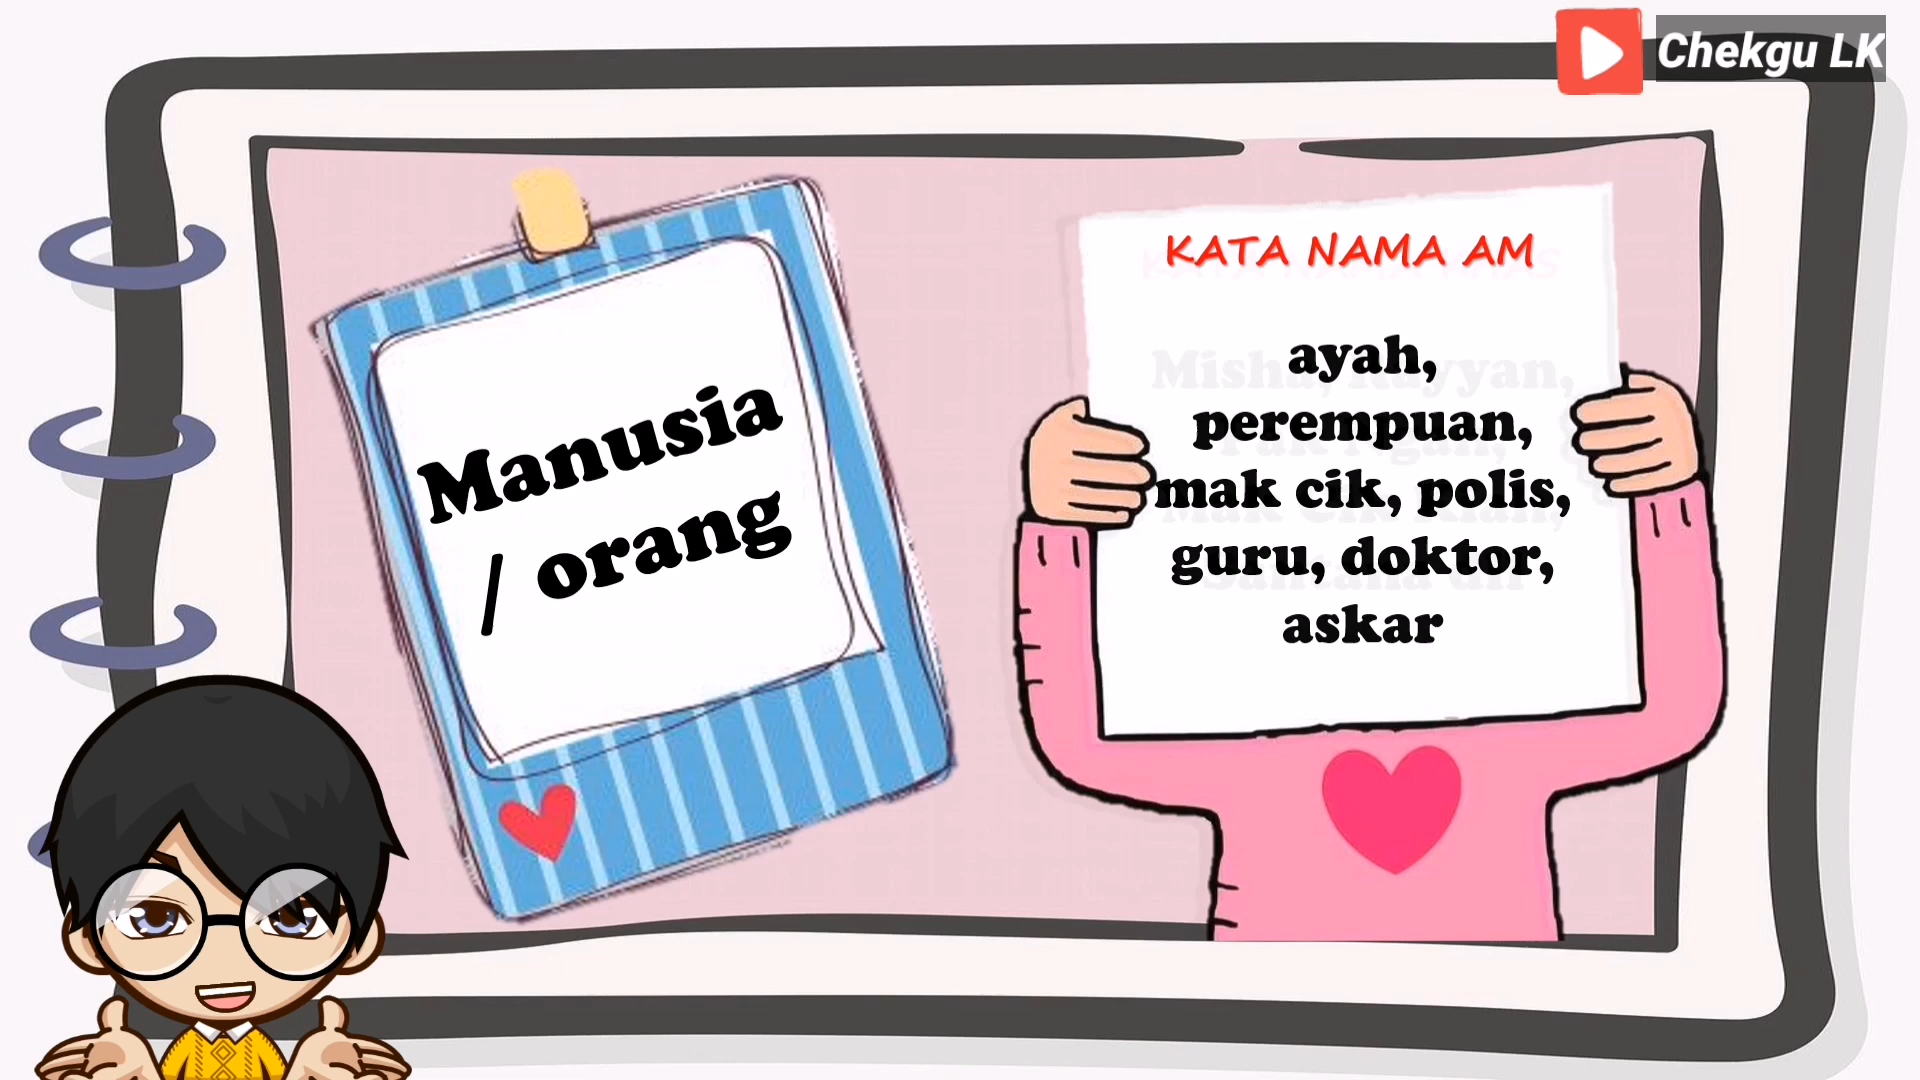 Chekgu LK
Manusia
/ orang
KATA NAMA AM
ayah,
perempuan,
mak cik, polis,
guru, doktor,
askar